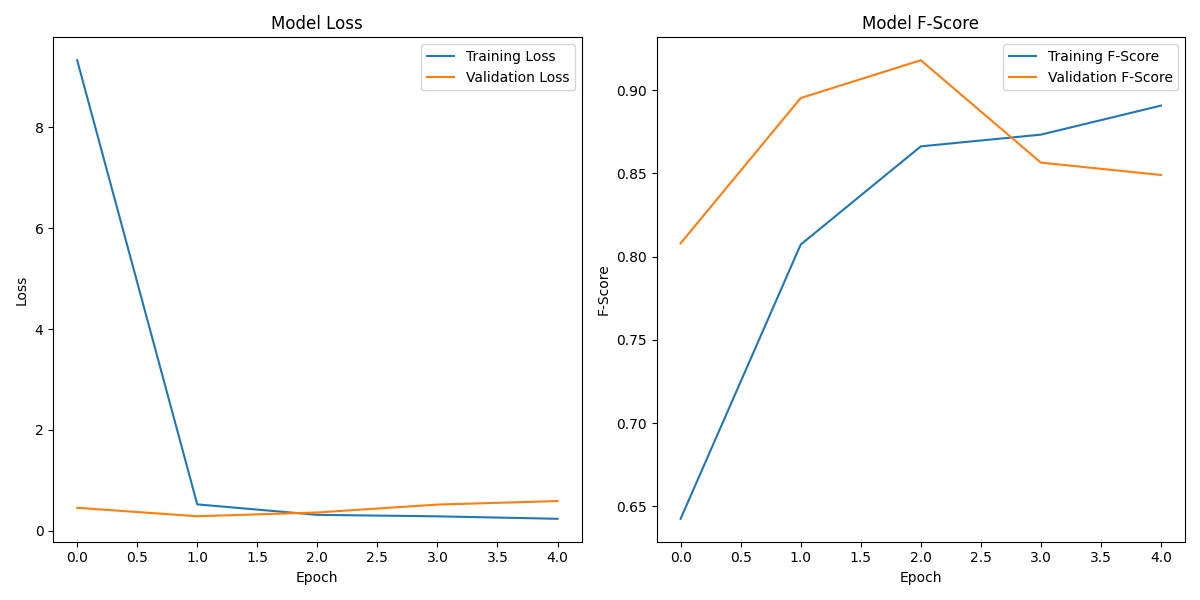 Model Loss
Training Loss
Validation Loss
8
6
4
2
0
Loss
0.0 0.5 1.0 1.5 2.0 2.5 3.0 3.5 4.0
Epoch
Model F-Score
Training F-Score
Validation F-Score
0.90
0.85
0.80
0.75
0.70
0.65
F-Score
0.0 0.5 1.0 1.5 2.0 2.5 3.0 3.5 4.0
Epoch